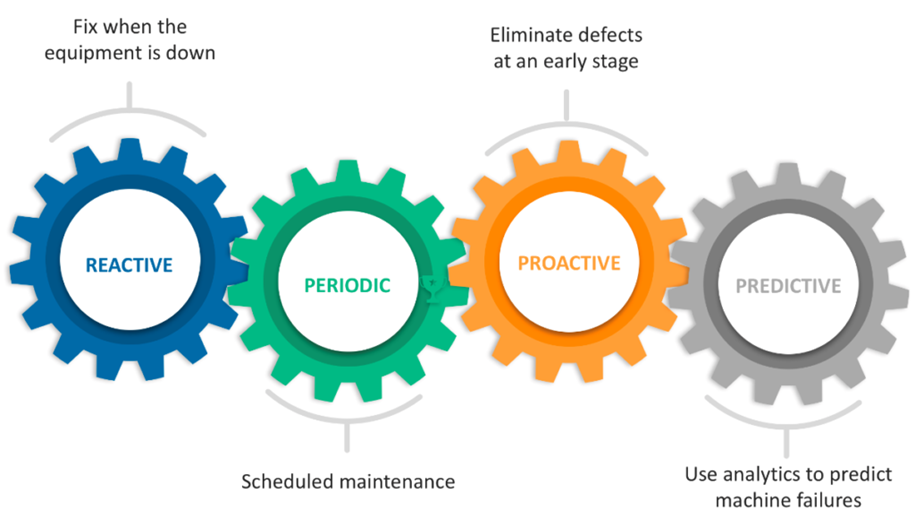 Fix when the
equipment is down
Eliminate defects
at an early stage
REACTIVE
PERIODIC
PROACTIVE
PREDICTIVE
Scheduled maintenance
Use analytics to predict
machine failures